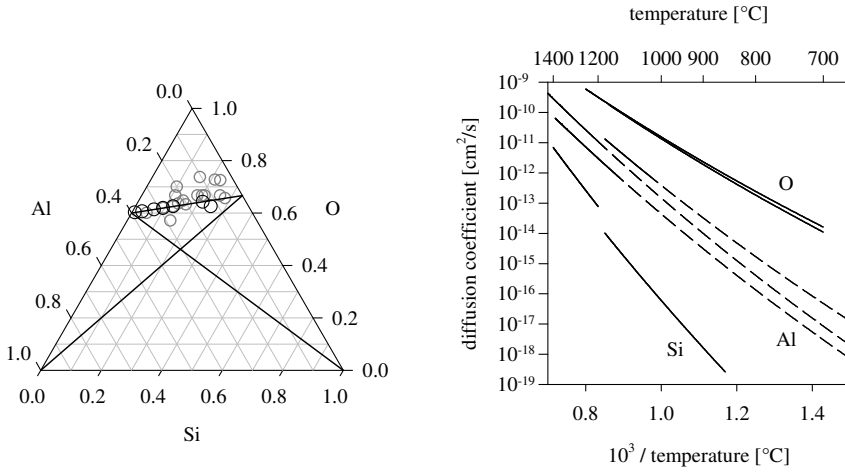 temperature [°C]
1400 1200 1000 900 800 700
0.0
1.0
0.2
0.8
Al
0.4
O
0.6
0.6
0.4
0.8
0.2
1.0
0.0
0.0 0.2 0.4 0.6 0.8 1.0
Si
diffusion coefficient [cm²/s]
10⁻⁹
10⁻¹⁰
10⁻¹¹
10⁻¹²
10⁻¹³
10⁻¹⁴
10⁻¹⁵
10⁻¹⁶
10⁻¹⁷
10⁻¹⁸
10⁻¹⁹
O
Si
Al
0.8 1.0 1.2 1.4
10³ / temperature [°C]